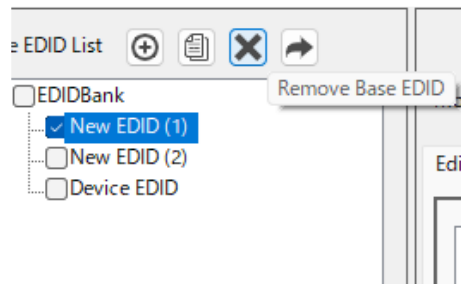 e EDID List
Remove Base EDID
EDIDBank
New EDID (1)
New EDID (2)
Edi
Device EDID